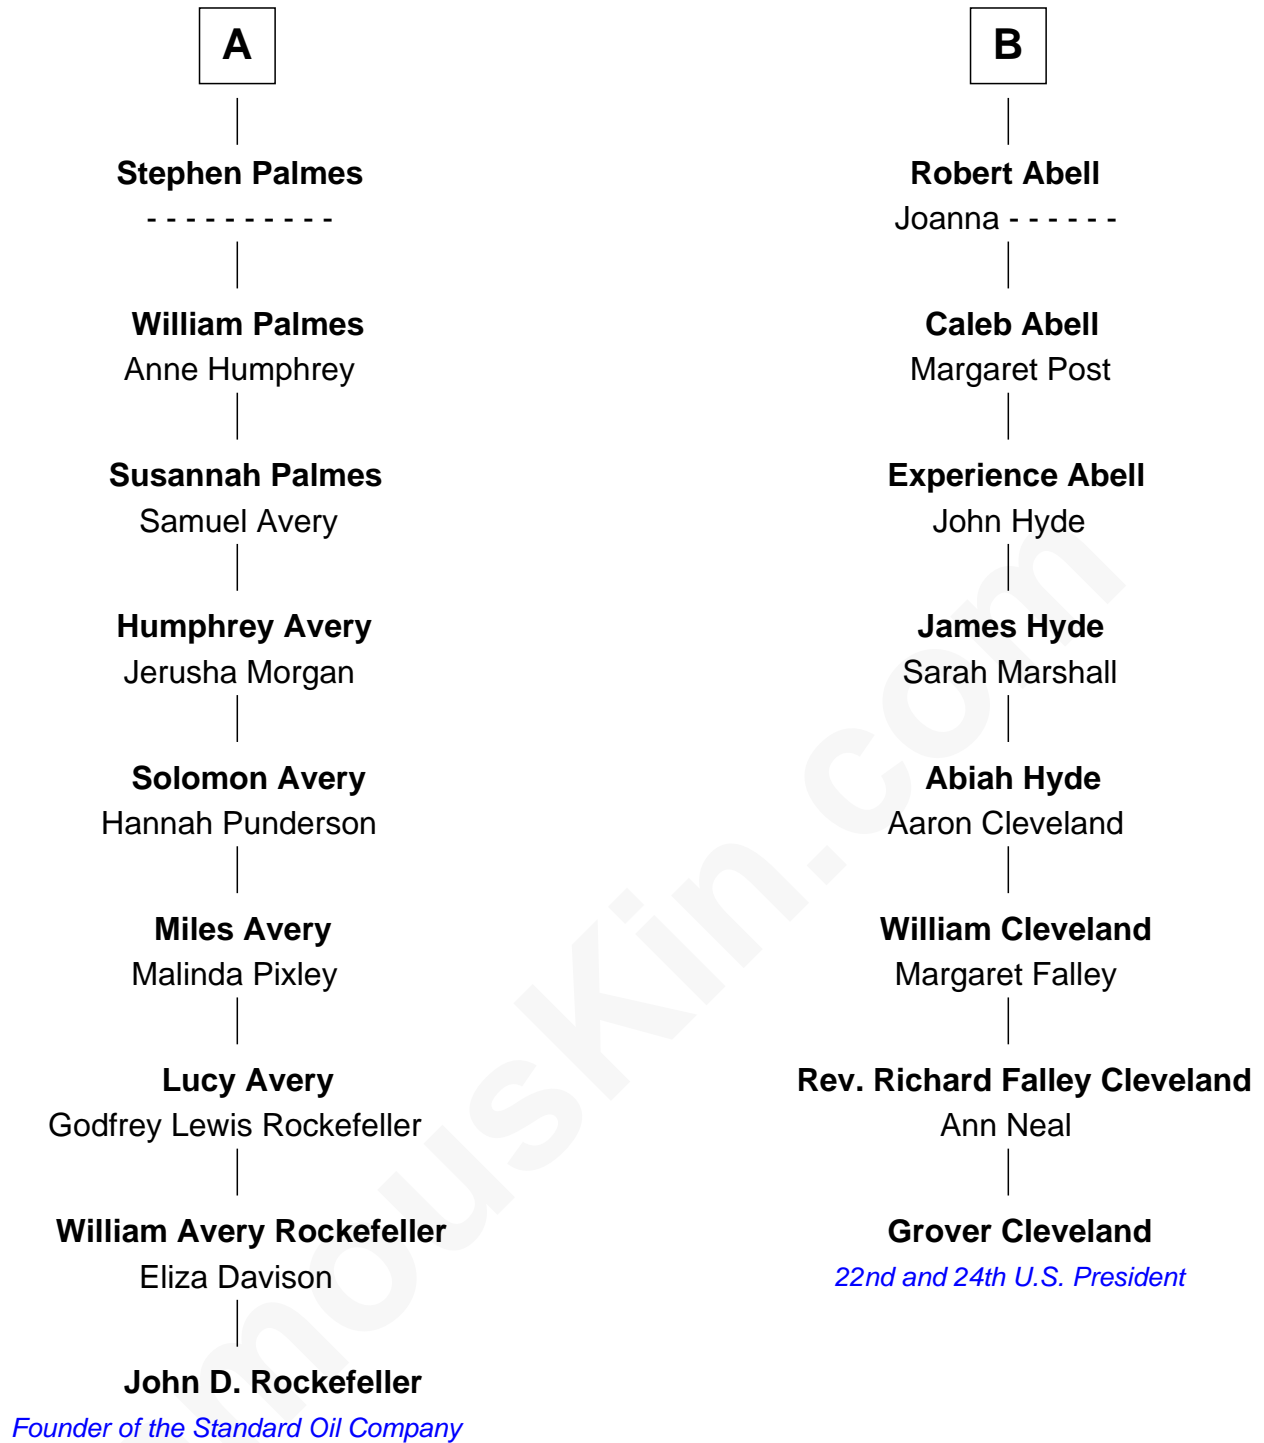 A
Stephen Palmes
- - - - - - - - - -
William Palmes
Anne Humphrey
Susannah Palmes
Samuel Avery
Humphrey Avery
Jerusha Morgan
Solomon Avery
Hannah Punderson
Miles Avery
Malinda Pixley
Lucy Avery
Godfrey Lewis Rockefeller
William Avery Rockefeller
Eliza Davison
John D. Rockefeller
Founder of the Standard Oil Company
B
Robert Abell
Joanna - - - - - -
Caleb Abell
Margaret Post
Experience Abell
John Hyde
James Hyde
Sarah Marshall
Abiah Hyde
Aaron Cleveland
William Cleveland
Margaret Falley
Rev. Richard Falley Cleveland
Ann Neal
Grover Cleveland
22nd and 24th U.S. President
mousKin.com